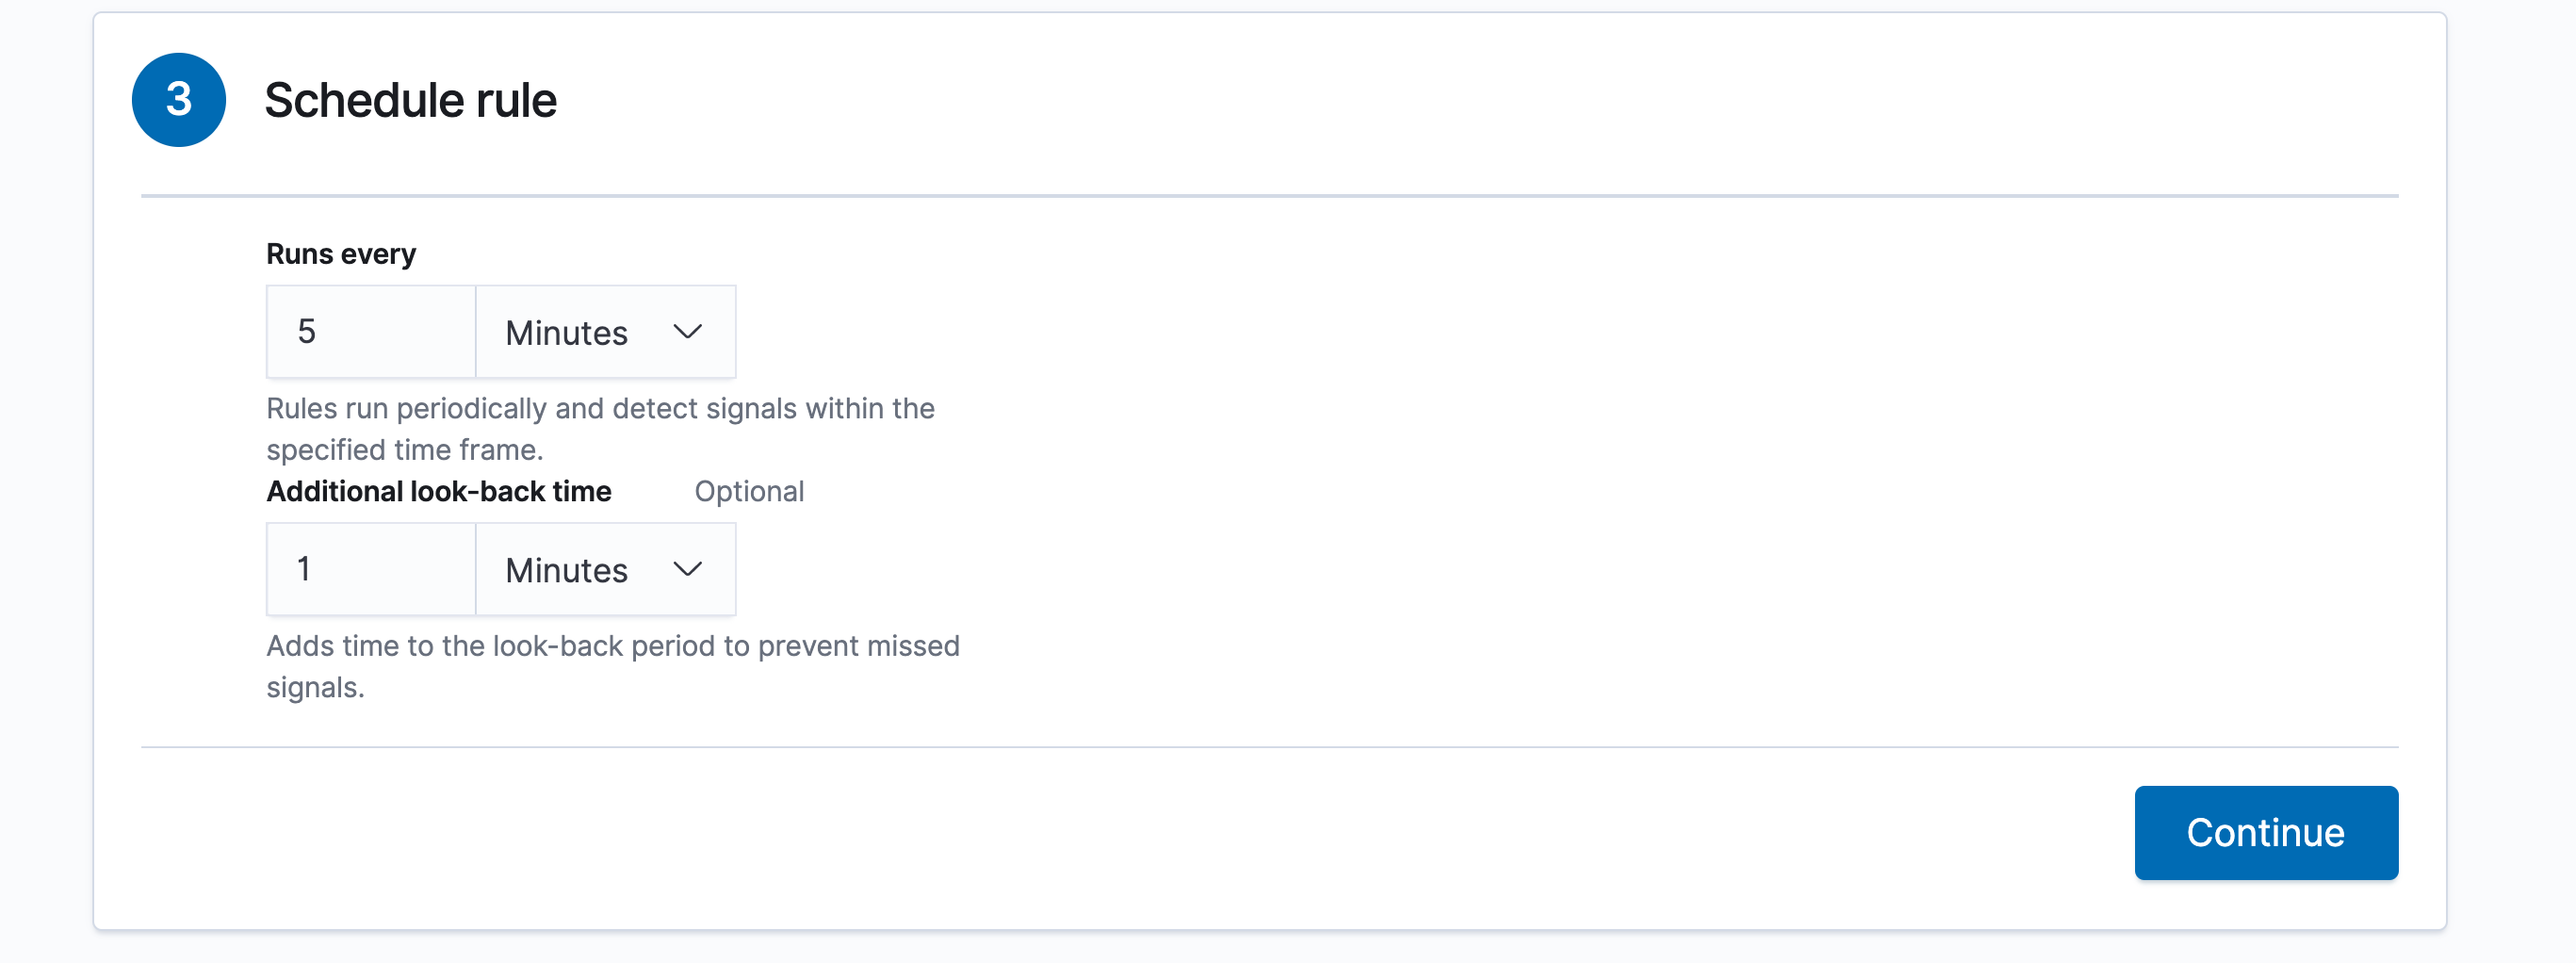 3 Schedule rule
Runs every
5 Minutes
Rules run periodically and detect signals within the
specified time frame.
Additional look-back time Optional
1 Minutes
Adds time to the look-back period to prevent missed
signals.
Continue